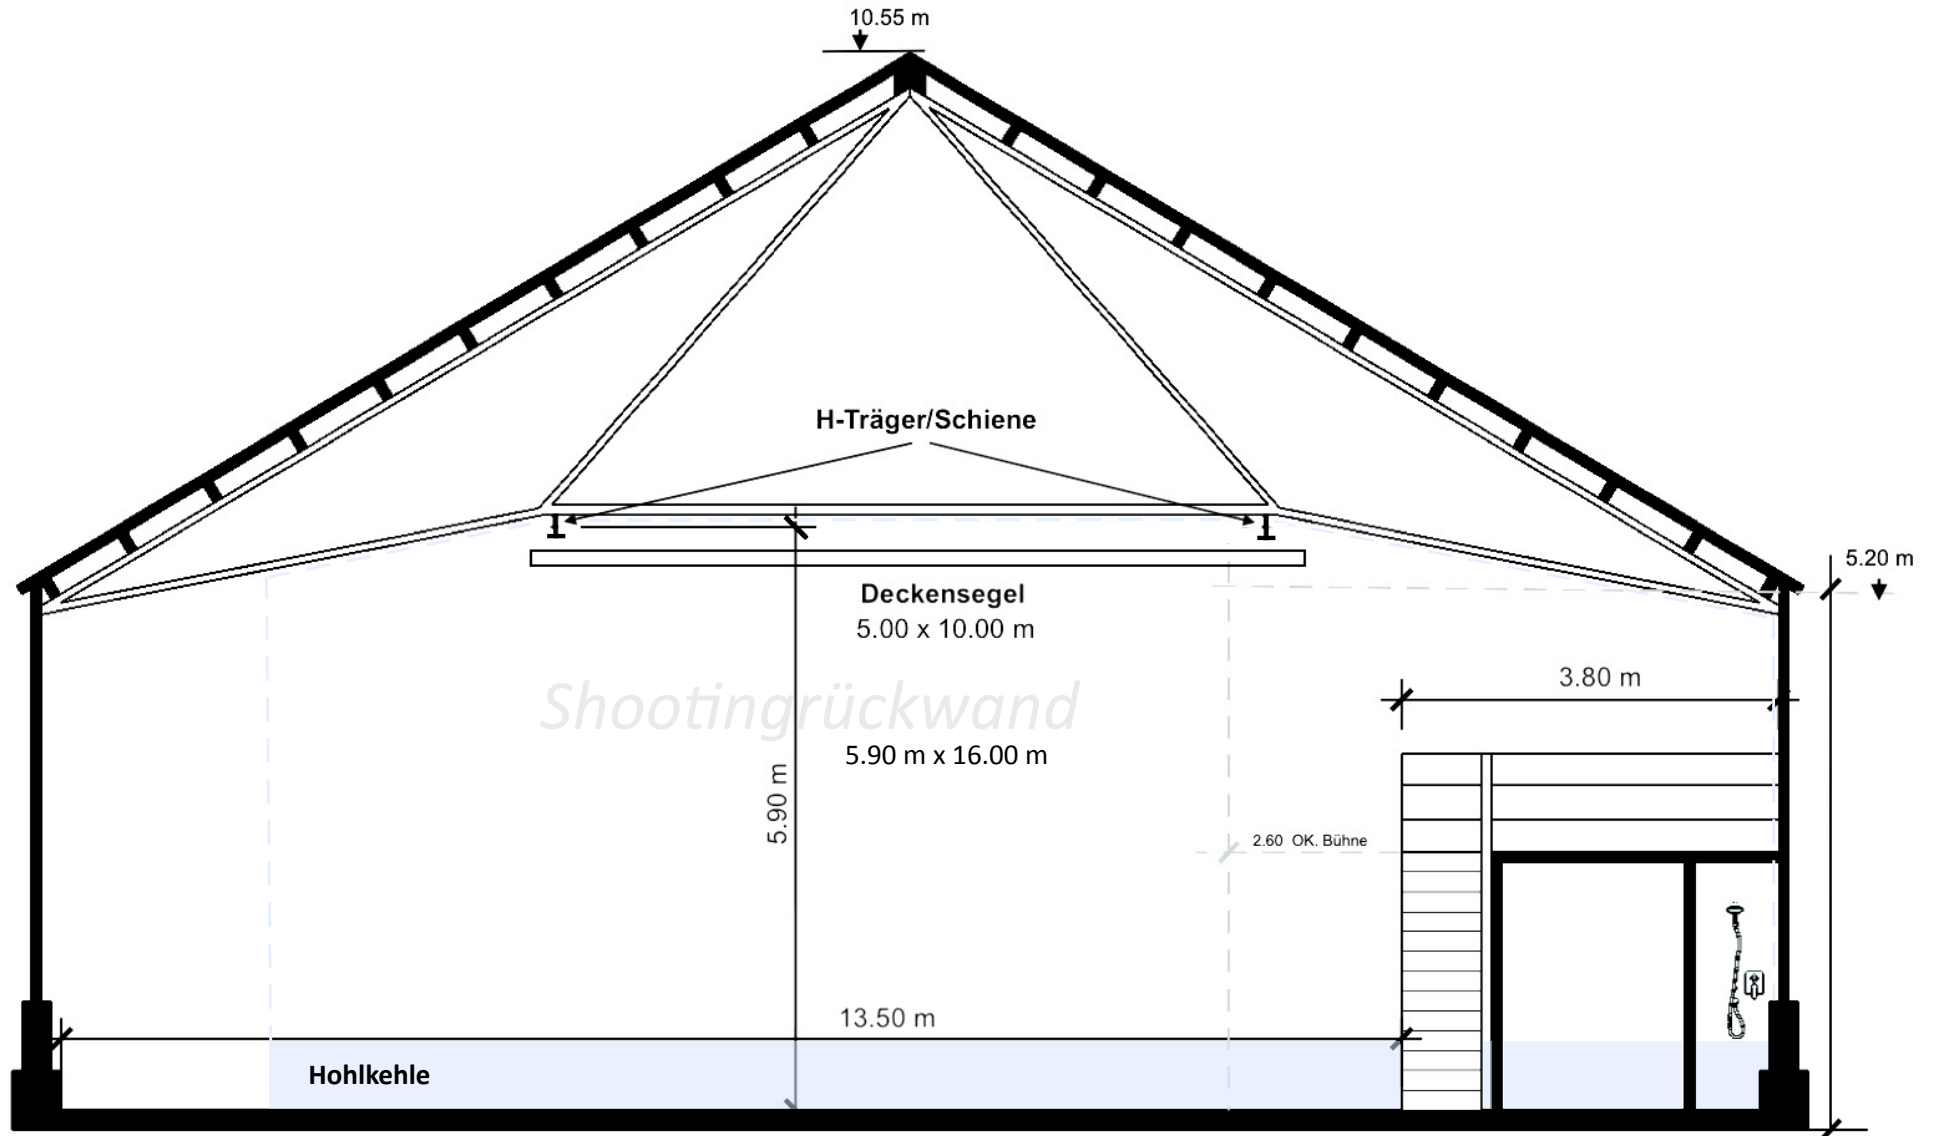 10.55 m
H-Träger/Schiene
5.20 m
Deckensegel
5.00 x 10.00 m
3.80 m
Shootingrückwand
5.90 m x 16.00 m
5.90 m
2.60 OK. Bühne
13.50 m
Hohlkehle